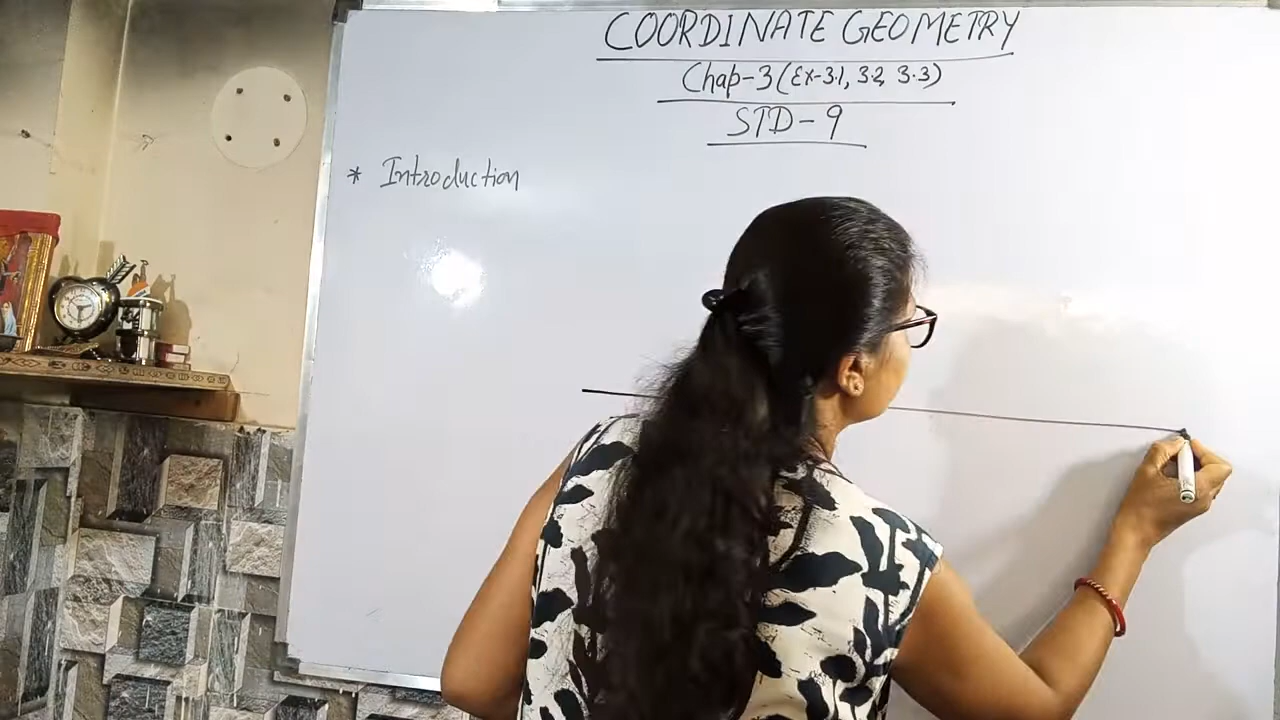 COORDINATE GEOMETRY
Chap-3 (Ex-3.1, 3.2, 3.3)
STD-9
* Introduction